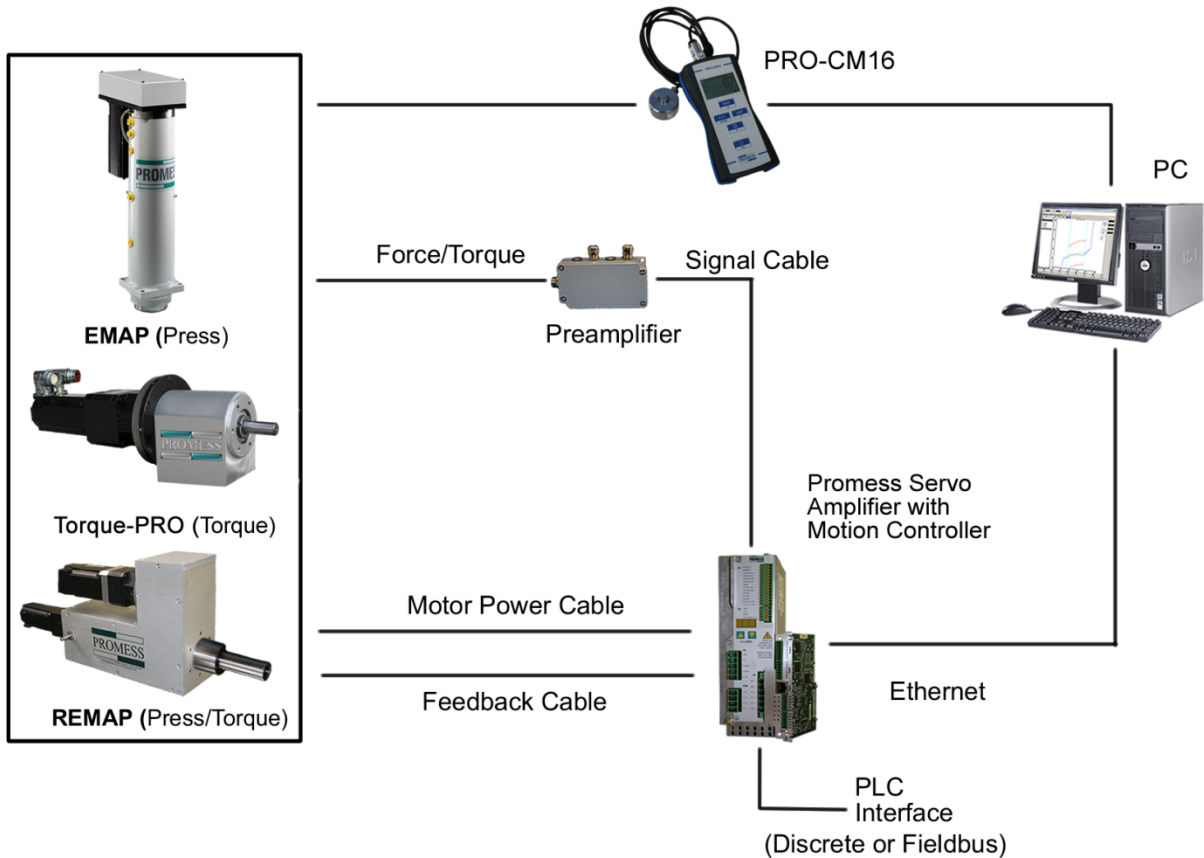 PRO-CM16
PC
PROMESS
Force/Torque
Signal Cable
Preamplifier
EMAP (Press)
PROMESS
Torque-PRO (Torque)
Promess Servo
Amplifier with
Motion Controller
Motor Power Cable
PROMESS
Feedback Cable
Ethernet
REMAP (Press/Torque)
PLC
Interface
(Discrete or Fieldbus)